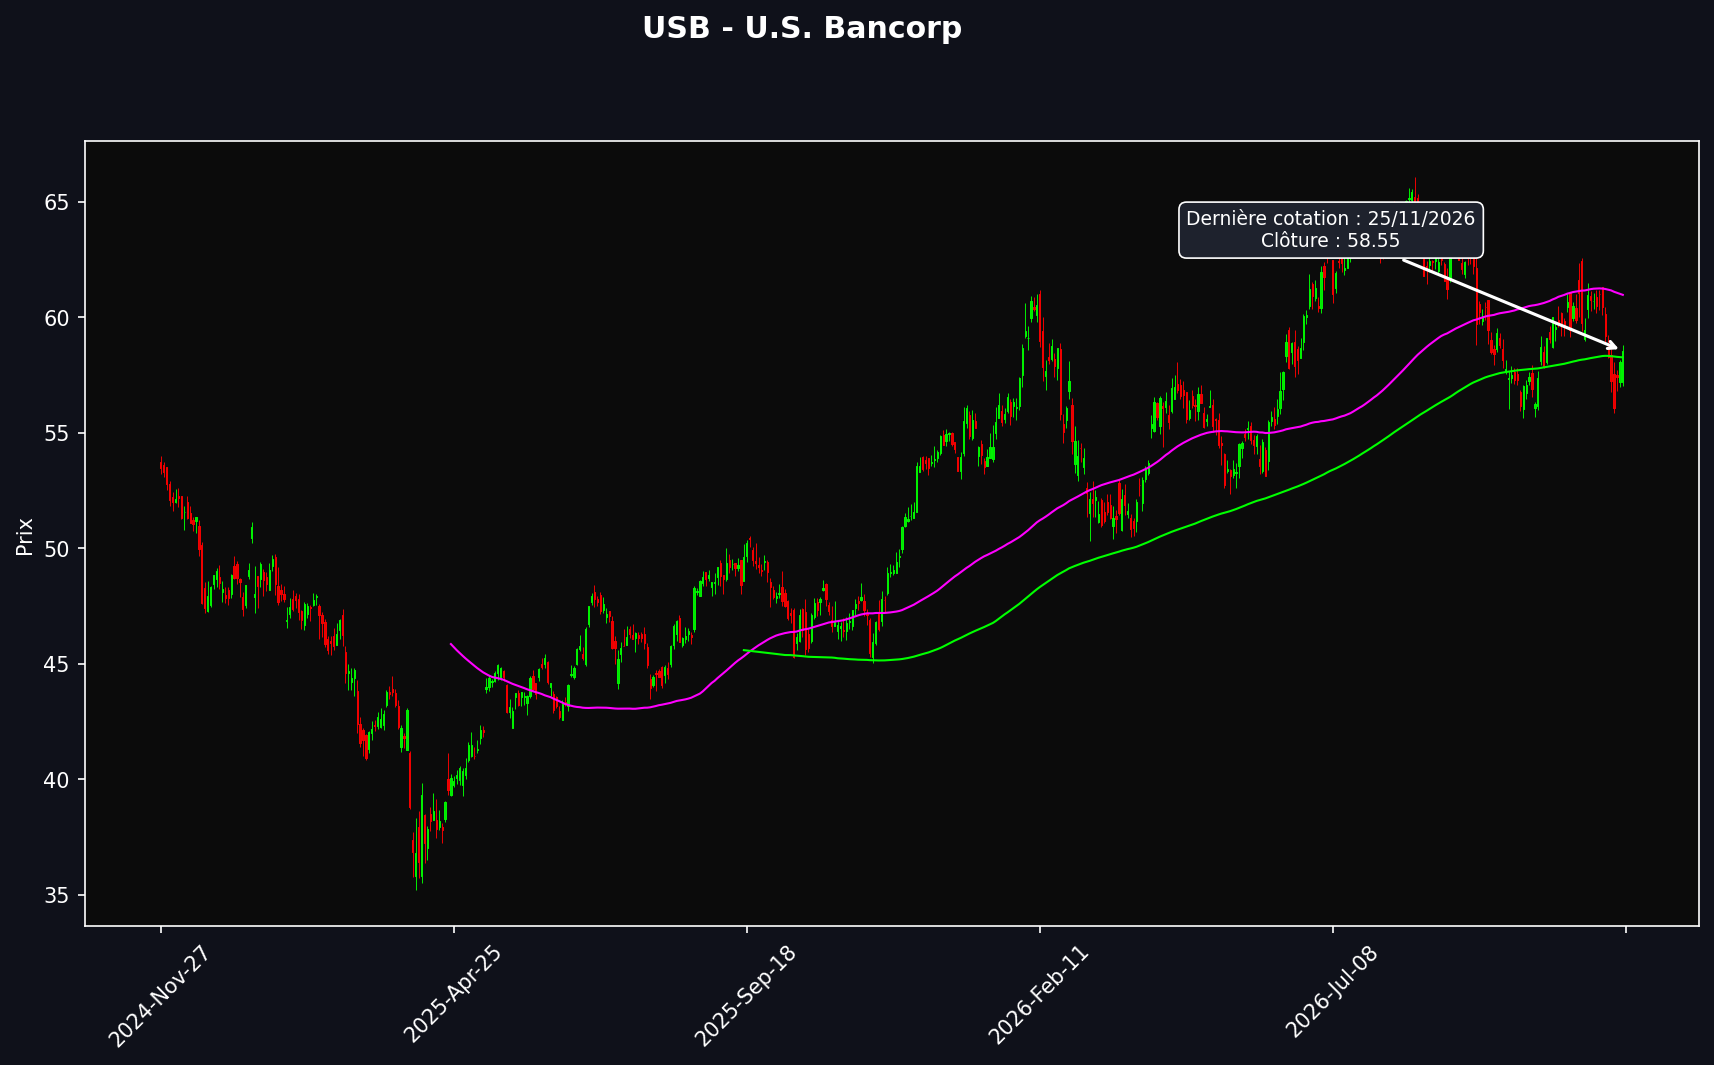 USB - U.S. Bancorp
Dernière cotation : 25/11/2026
Clôture : 58.55
Prix
65
60
55
50
45
40
35
2024-Nov-27
2025-Apr-25
2025-Sep-18
2026-Feb-11
2026-Jul-08